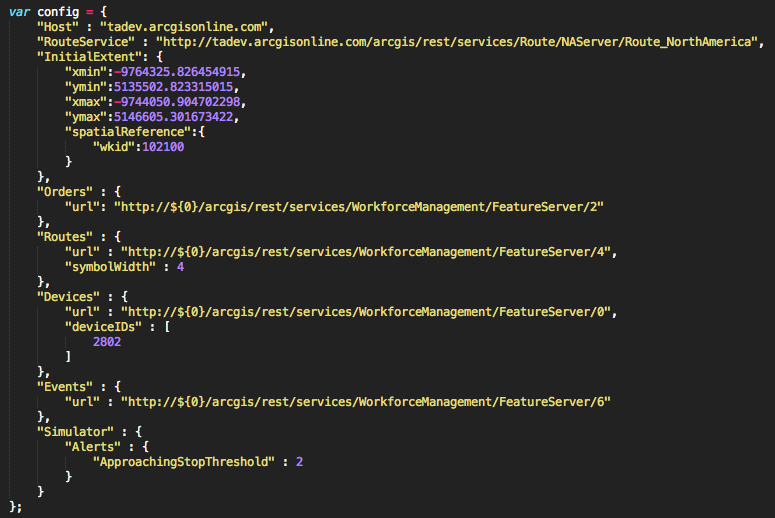 var config = {
    "Host" : "tadev.arcgisonline.com",
    "RouteService" : "http://tadev.arcgisonline.com/arcgis/rest/services/Route/NAServer/Route_NorthAmerica",
    "InitialExtent": {
        "xmin":-9764325.826454915,
        "ymin":5135502.823315015,
        "xmax":-9744050.904702298,
        "ymax":5146605.301673422,
        "spatialReference":{
            "wkid":102100
        }
    },
    "Orders" : {
        "url": "http://${0}/arcgis/rest/services/WorkforceManagement/FeatureServer/2"
    },
    "Routes" : {
        "url" : "http://${0}/arcgis/rest/services/WorkforceManagement/FeatureServer/4",
        "symbolWidth" : 4
    },
    "Devices" : {
        "url" : "http://${0}/arcgis/rest/services/WorkforceManagement/FeatureServer/0",
        "deviceIDs" : [
            2802
        ]
    },
    "Events" : {
        "url" : "http://${0}/arcgis/rest/services/WorkforceManagement/FeatureServer/6"
    },
    "Simulator" : {
        "Alerts" : {
            "ApproachingStopThreshold" : 2
        }
    }
};